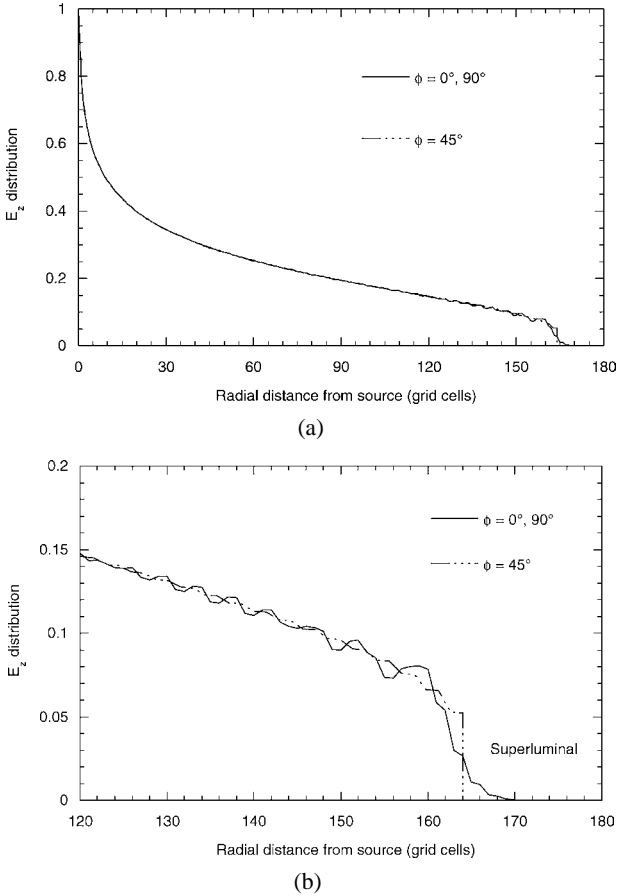 1
0.8
0.6
0.4
0.2
0
E_z distribution
ϕ = 0°, 90°
ϕ = 45°
0 30 60 90 120 150 180
Radial distance from source (grid cells)
(a)
0.2
0.15
0.1
0.05
0
E_z distribution
ϕ = 0°, 90°
ϕ = 45°
Superluminal
120 130 140 150 160 170 180
Radial distance from source (grid cells)
(b)